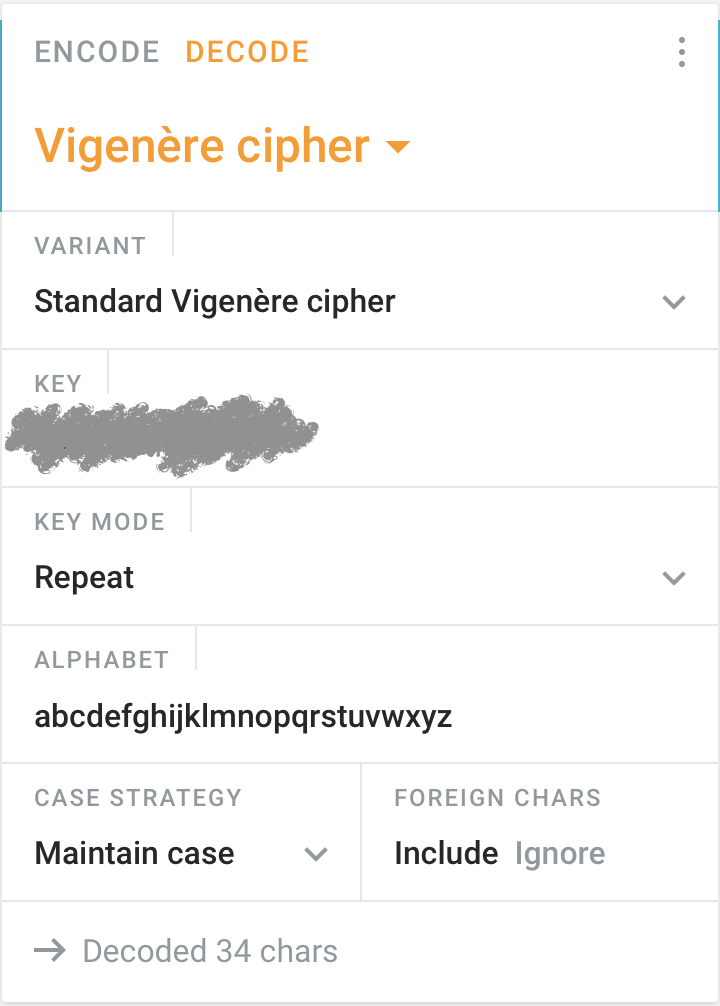 ENCODE DECODE
Vigenère cipher
VARIANT
Standard Vigenère cipher
KEY
KEY MODE
Repeat
ALPHABET
abcdefghijklmnopqrstuvwxyz
CASE STRATEGY
Maintain case
FOREIGN CHARS
Include Ignore
→ Decoded 34 chars